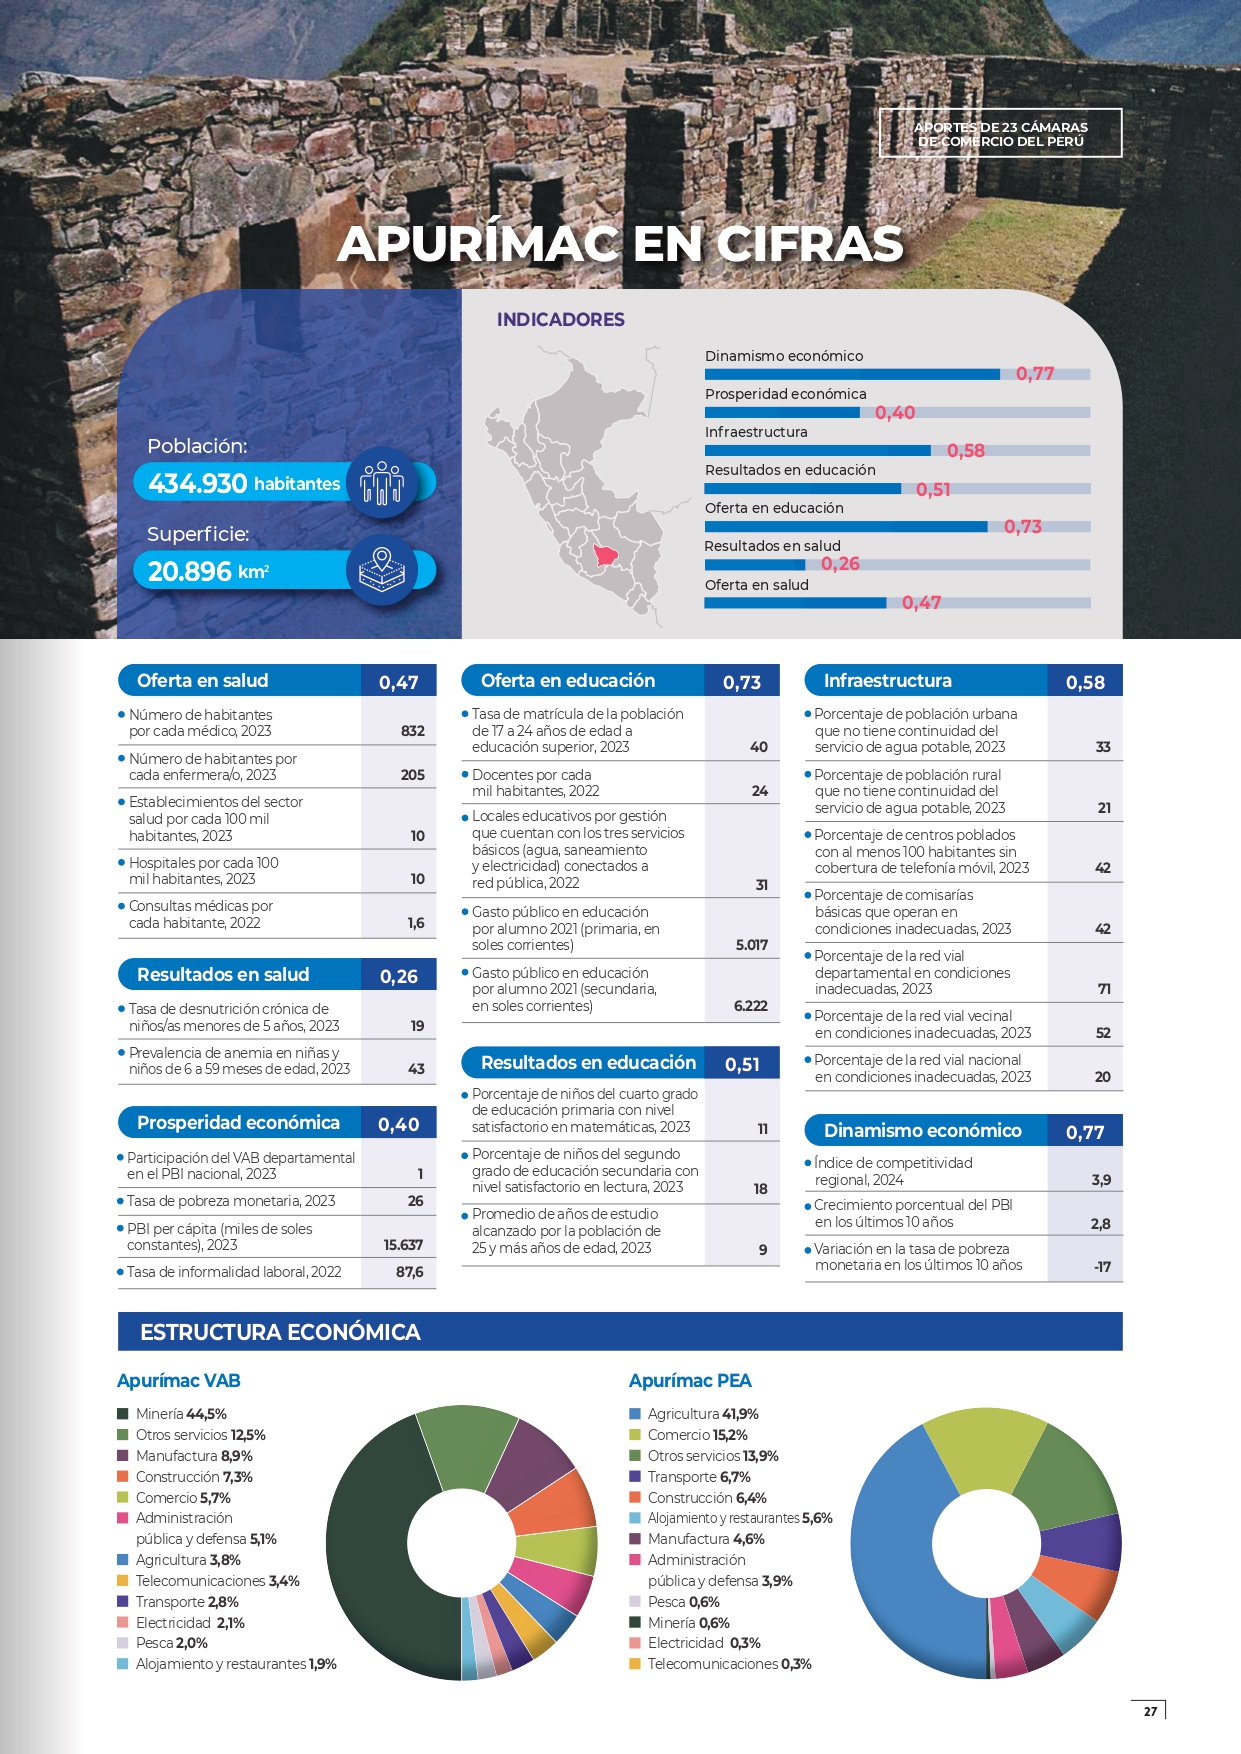 APORTES DE 23 CÁMARAS
DE COMERCIO DEL PERÚ
APURÍMAC EN CIFRAS
Población:
434.930 habitantes
Superficie:
20.896 km²
INDICADORES
Dinamismo económico
0,77
Prosperidad económica
0,40
Infraestructura
0,58
Resultados en educación
0,51
Oferta en educación
0,73
Resultados en salud
0,26
Oferta en salud
0,47
Oferta en salud 0,47
Número de habitantes
por cada médico, 2023 832
Número de habitantes por
cada enfermera/o, 2023 205
Establecimientos del sector
salud por cada 100 mil
habitantes, 2023 10
Hospitales por cada 100
mil habitantes, 2023 10
Consultas médicas por
cada habitante, 2022 1,6
Resultados en salud 0,26
Tasa de desnutrición crónica de
niños/as menores de 5 años, 2023 19
Prevalencia de anemia en niñas y
niños de 6 a 59 meses de edad, 2023 43
Prosperidad económica 0,40
Participación del VAB departamental
en el PBI nacional, 2023 1
Tasa de pobreza monetaria, 2023 26
PBI per cápita (miles de soles
constantes), 2023 15.637
Tasa de informalidad laboral, 2022 87,6
Oferta en educación 0,73
Tasa de matrícula de la población
de 17 a 24 años de edad a
educación superior, 2023 40
Docentes por cada
mil habitantes, 2022 24
Locales educativos por gestión
que cuentan con los tres servicios
básicos (agua, saneamiento
y electricidad) conectados a
red pública, 2022 31
Gasto público en educación
por alumno 2021 (primaria, en
soles corrientes) 5.017
Gasto público en educación
por alumno 2021 (secundaria,
en soles corrientes) 6.222
Resultados en educación 0,51
Porcentaje de niños del cuarto grado
de educación primaria con nivel
satisfactorio en matemáticas, 2023 11
Porcentaje de niños del segundo
grado de educación secundaria con
nivel satisfactorio en lectura, 2023 18
Promedio de años de estudio
alcanzado por la población de
25 y más años de edad, 2023 9
Infraestructura 0,58
Porcentaje de población urbana
que no tiene continuidad del
servicio de agua potable, 2023 33
Porcentaje de población rural
que no tiene continuidad del
servicio de agua potable, 2023 21
Porcentaje de centros poblados
con al menos 100 habitantes sin
cobertura de telefonía móvil, 2023 42
Porcentaje de comisarías
básicas que operan en
condiciones inadecuadas, 2023 42
Porcentaje de la red vial
departamental en condiciones
inadecuadas, 2023 71
Porcentaje de la red vial vecinal
en condiciones inadecuadas, 2023 52
Porcentaje de la red vial nacional
en condiciones inadecuadas, 2023 20
Dinamismo económico 0,77
Índice de competitividad
regional, 2024 3,9
Crecimiento porcentual del PBI
en los últimos 10 años 2,8
Variación en la tasa de pobreza
monetaria en los últimos 10 años -17
ESTRUCTURA ECONÓMICA
Apurímac VAB
Minería 44,5%
Otros servicios 12,5%
Manufactura 8,9%
Construcción 7,3%
Comercio 5,7%
Administración
pública y defensa 5,1%
Agricultura 3,8%
Telecomunicaciones 3,4%
Transporte 2,8%
Electricidad 2,1%
Pesca 2,0%
Alojamiento y restaurantes 1,9%
Apurímac PEA
Agricultura 41,9%
Comercio 15,2%
Otros servicios 13,9%
Transporte 6,7%
Construcción 6,4%
Alojamiento y restaurantes 5,6%
Manufactura 4,6%
Administración
pública y defensa 3,9%
Pesca 0,6%
Minería 0,6%
Electricidad 0,3%
Telecomunicaciones 0,3%
27